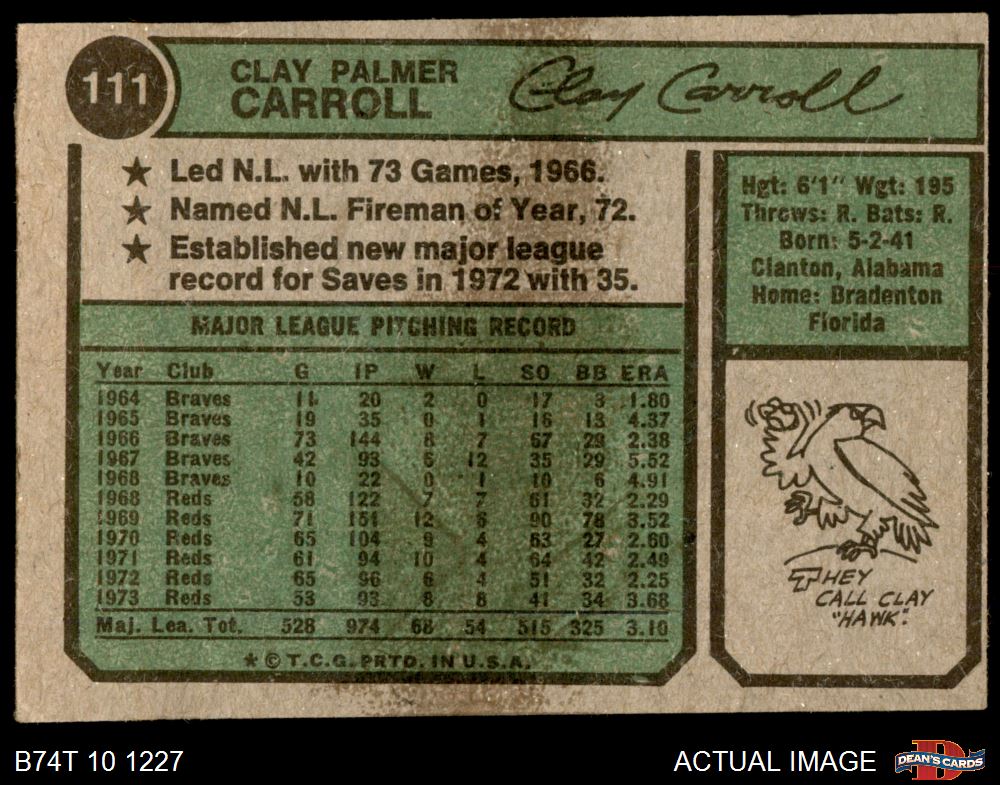 111
CLAY PALMER
CARROLL
Clay Carroll
★ Led N.L. with 73 Games, 1966.
★ Named N.L. Fireman of Year, 72.
★ Established new major league
record for Saves in 1972 with 35.
Hgt: 6'1" Wgt: 195
Throws: R. Bats: R.
Born: 5-2-41
Clanton, Alabama
Home: Bradenton
Florida
MAJOR LEAGUE PITCHING RECORD
Year Club G IP W L SO BB ERA
1964 Braves 11 20 2 0 17 3 1.80
1965 Braves 19 35 0 1 16 13 4.37
1966 Braves 73 144 8 7 67 29 2.38
1967 Braves 42 93 6 12 35 29 5.52
1968 Braves 10 22 0 1 10 6 4.91
1968 Reds 58 122 7 7 61 32 2.29
1969 Reds 71 151 12 6 90 78 3.52
1970 Reds 65 104 9 4 63 27 2.60
1971 Reds 61 94 10 4 64 42 2.49
1972 Reds 65 96 6 4 51 32 2.25
1973 Reds 53 93 8 8 41 34 3.68
Maj. Lea. Tot. 528 974 68 54 515 325 3.10
★ © T.C.G. PRTD. IN U.S.A.
THEY
CALL CLAY
"HAWK".
B74T 10 1227
ACTUAL IMAGE
DEAN'S CARDS